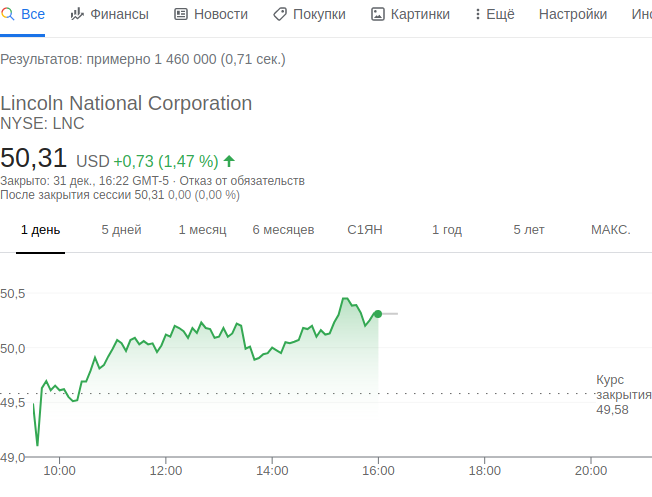 Все Финансы Новости Покупки Картинки Ещё Настройки Инс
Результатов: примерно 1 460 000 (0,71 сек.)
Lincoln National Corporation
NYSE: LNC
50,31 USD +0,73 (1,47 %)
Закрыто: 31 дек., 16:22 GMT-5 · Отказ от обязательств
После закрытия сессии 50,31 0,00 (0,00 %)
1 день 5 дней 1 месяц 6 месяцев С1ЯН 1 год 5 лет МАКС.
50,5
50,0
Курс
закрытия
49,5
49,58
49,0
10:00 12:00 14:00 16:00 18:00 20:00